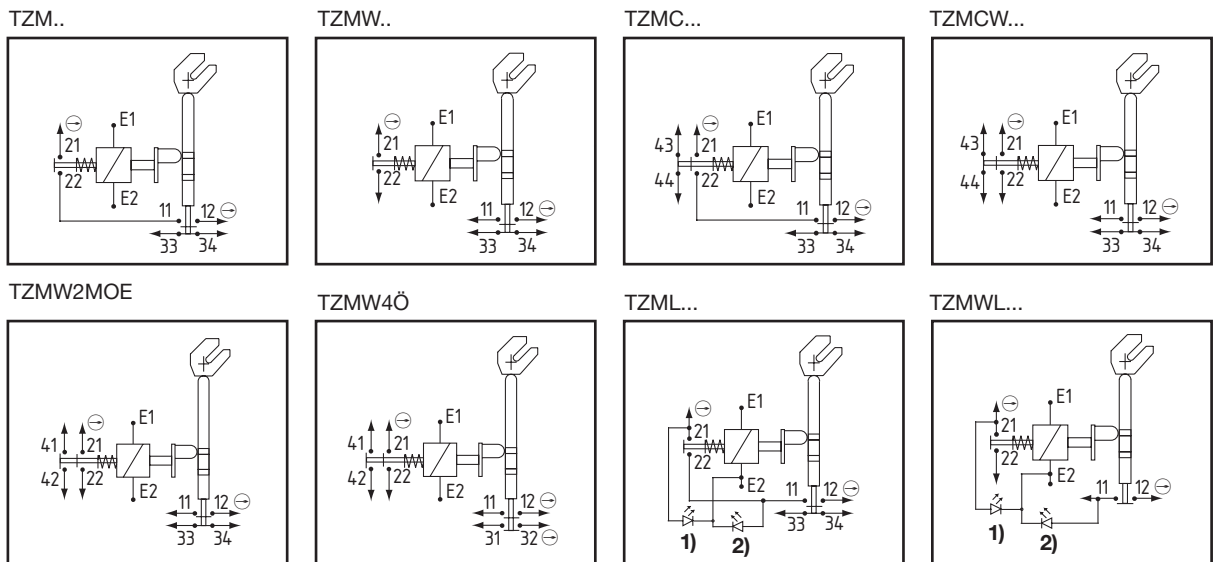 TZM.. TZMW.. TZMC... TZMCW...
E1 E1 E1 E1
21 21 43 21 43 21
22 22 44 22 44 22
E2 E2 E2 E2
11 12 11 12 11 12 11 12
33 34 33 34 33 34 33 34
TZMW2MOE TZMW4Ö TZML... TZMWL...
E1 E1 E1 E1
41 21 41 21 21 21
42 22 42 22 22 22
E2 E2 E2 E2
11 12 11 12 11 12 11
33 34 31 32 33 34
1) 2) 1) 2)